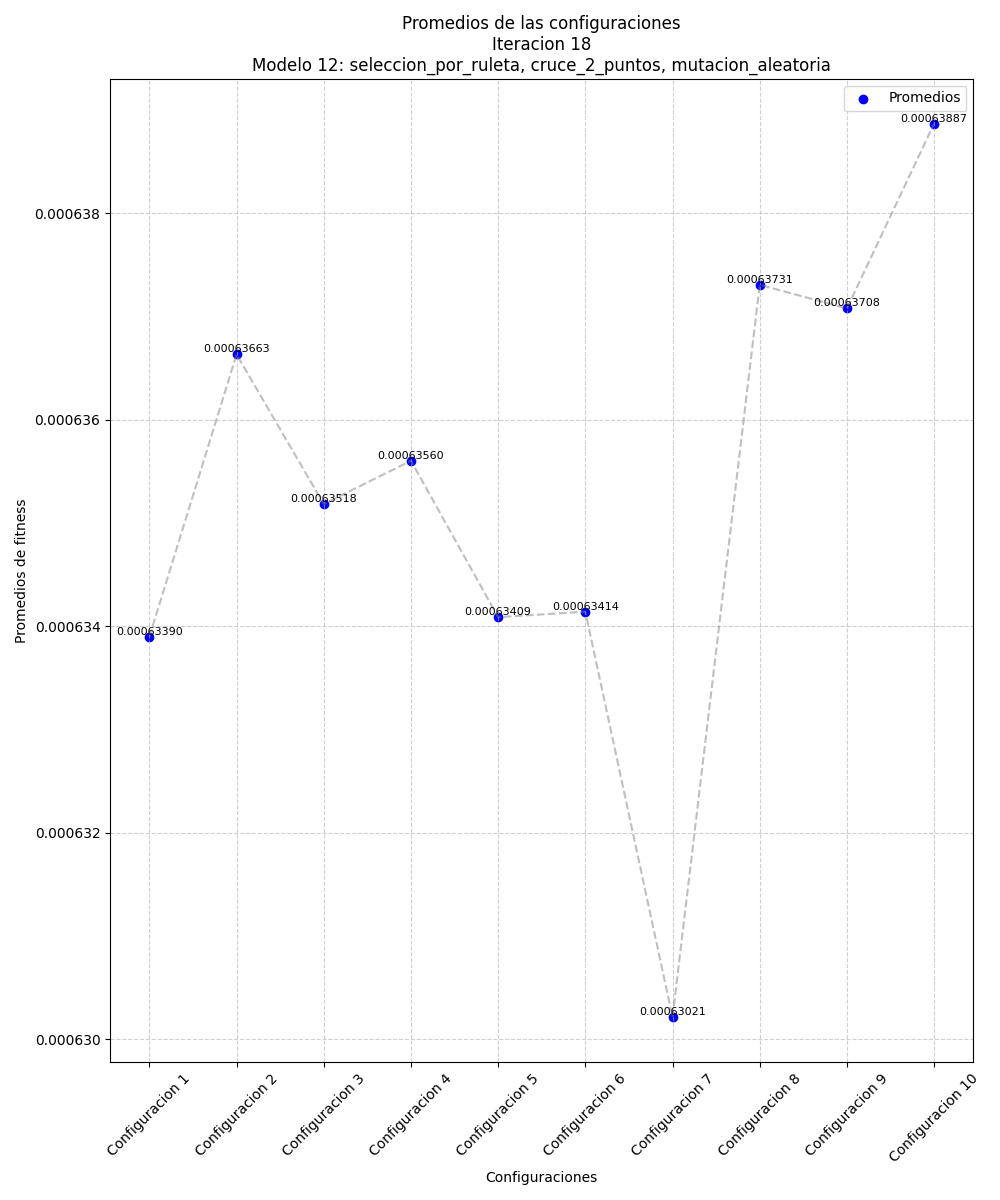 Promedios de las configuraciones
Iteracion 18
Modelo 12: seleccion_por_ruleta, cruce_2_puntos, mutacion_aleatoria
Promedios
0.00063887
0.000638
0.00063731
0.00063708
0.00063663
0.000636
0.00063560
0.00063518
0.00063414
0.00063409
0.000634
0.00063390
0.000632
0.00063021
0.000630
Promedios de fitness
Configuracion 1
Configuracion 2
Configuracion 3
Configuracion 4
Configuracion 5
Configuracion 6
Configuracion 7
Configuracion 8
Configuracion 9
Configuracion 10
Configuraciones